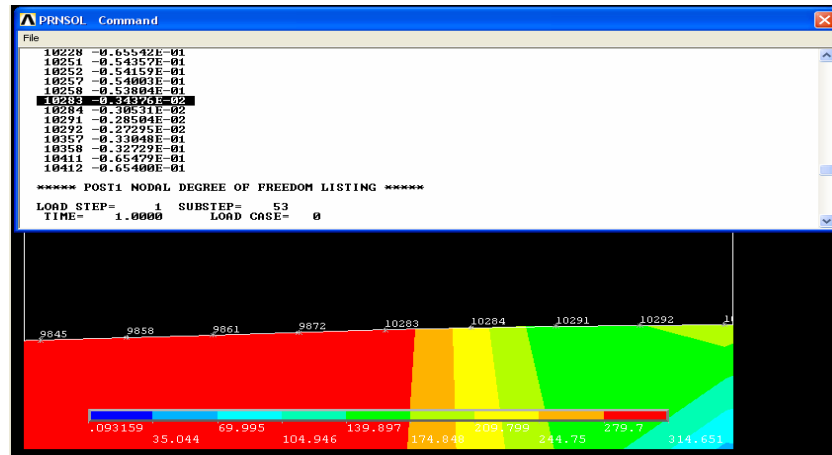 PRNSOL Command
File
10228 -0.65542E-01
10251 -0.54357E-01
10252 -0.54159E-01
10257 -0.54003E-01
10258 -0.53804E-01
10283 -0.34376E-02
10284 -0.30531E-02
10291 -0.28504E-02
10292 -0.27295E-02
10357 -0.33048E-01
10358 -0.32729E-01
10411 -0.65479E-01
10412 -0.65400E-01
***** POST1 NODAL DEGREE OF FREEDOM LISTING *****
LOAD STEP= 1 SUBSTEP= 53
TIME= 1.0000 LOAD CASE= 0
9845 9858 9861 9872 10283 10284 10291 10292
.093159 69.995 139.897 209.799 279.7
35.044 104.946 174.848 244.75 314.651